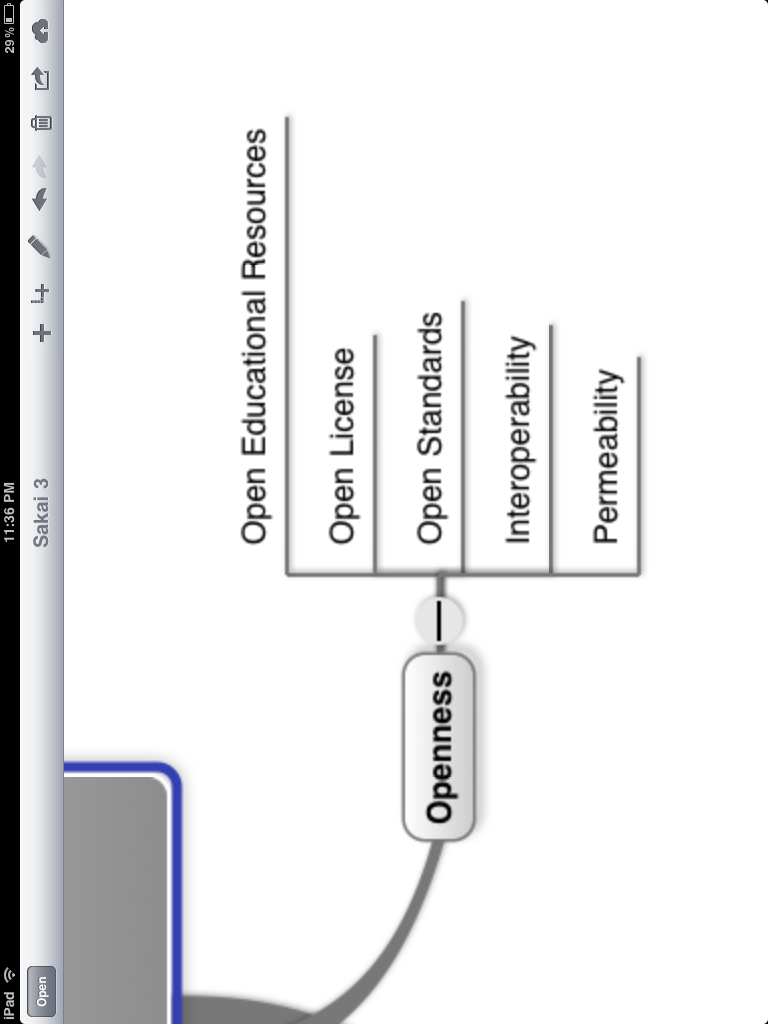 iPad 11:36 PM 29%
Open Sakai 3
Open Educational Resources
Open License
Open Standards
Interoperability
Permeability
Openness